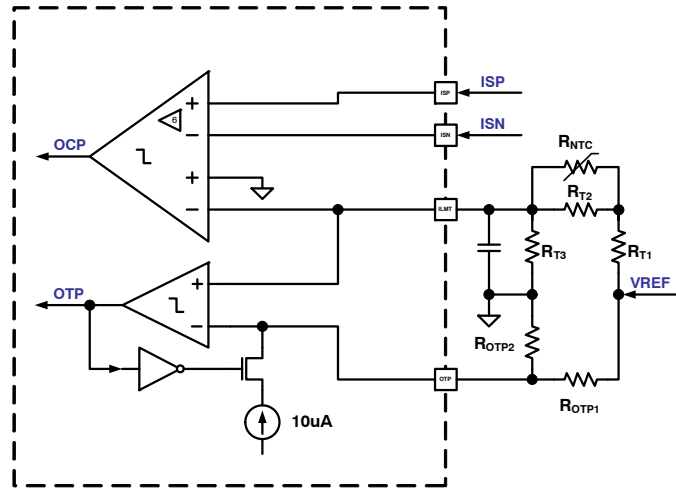 ISP
ISP
+
6
ISN
ISN
−
OCP
RNTC
+
RT2
−
ILMT
RT3
RT1
OTP
+
VREF
−
ROTP2
OTP
ROTP1
10uA